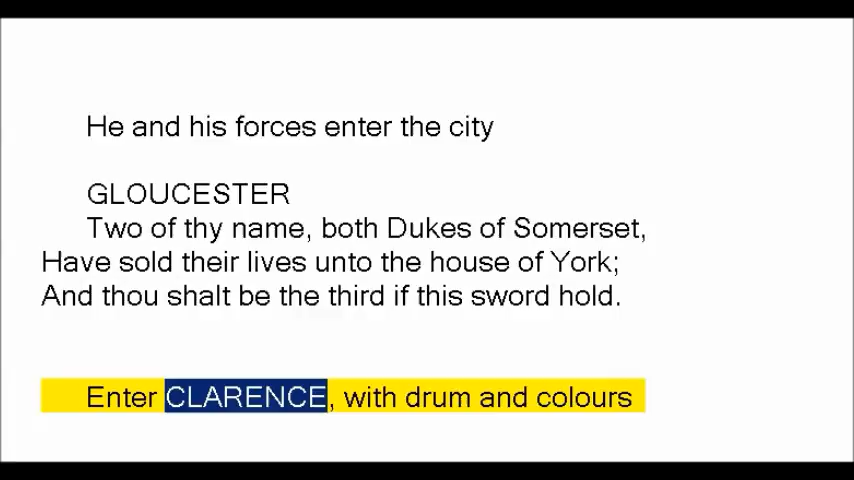 He and his forces enter the city
GLOUCESTER
Two of thy name, both Dukes of Somerset,
Have sold their lives unto the house of York;
And thou shalt be the third if this sword hold.
Enter CLARENCE, with drum and colours